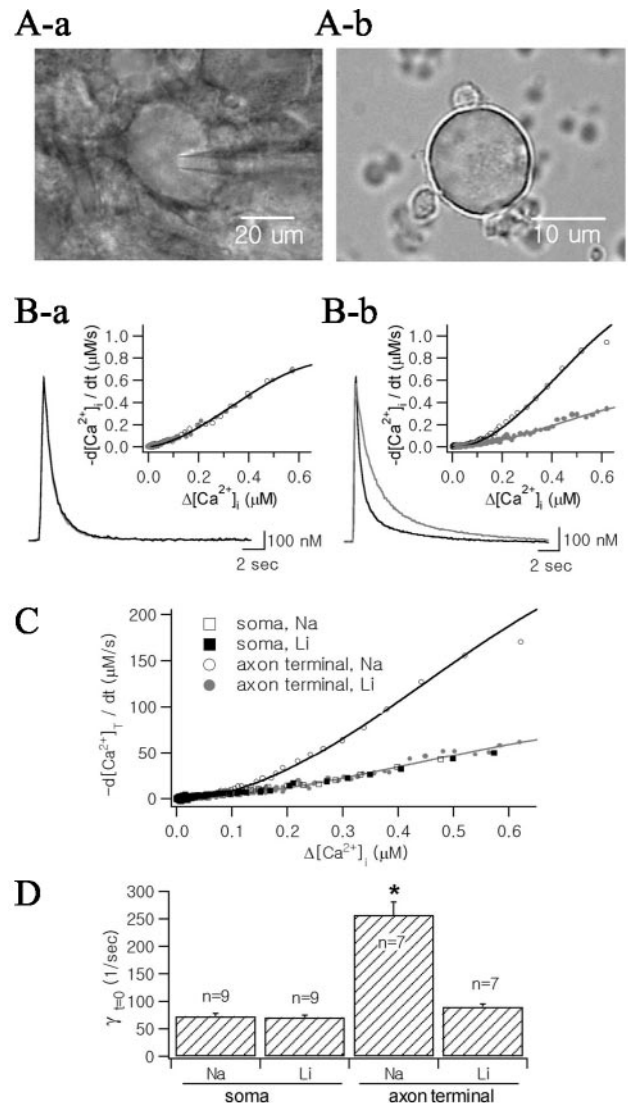 A-a
A-b
20 um
10 um
B-a
B-b
-d[Ca2+]i / dt (μM/s)
1.0
0.8
0.6
0.4
0.2
0.0
0.0 0.2 0.4 0.6
Δ[Ca2+]i (μM)
100 nM
2 sec
-d[Ca2+]i / dt (μM/s)
1.0
0.8
0.6
0.4
0.2
0.0
0.0 0.2 0.4 0.6
Δ[Ca2+]i (μM)
100 nM
2 sec
C
-d[Ca2+]T / dt (μM/s)
200
150
100
50
0
soma, Na
soma, Li
axon terminal, Na
axon terminal, Li
0.0 0.1 0.2 0.3 0.4 0.5 0.6
Δ[Ca2+]i (μM)
D
γ t=0 (1/sec)
300
250
200
150
100
50
0
*
n=9
n=9
n=7
n=7
Na Li Na Li
soma axon terminal